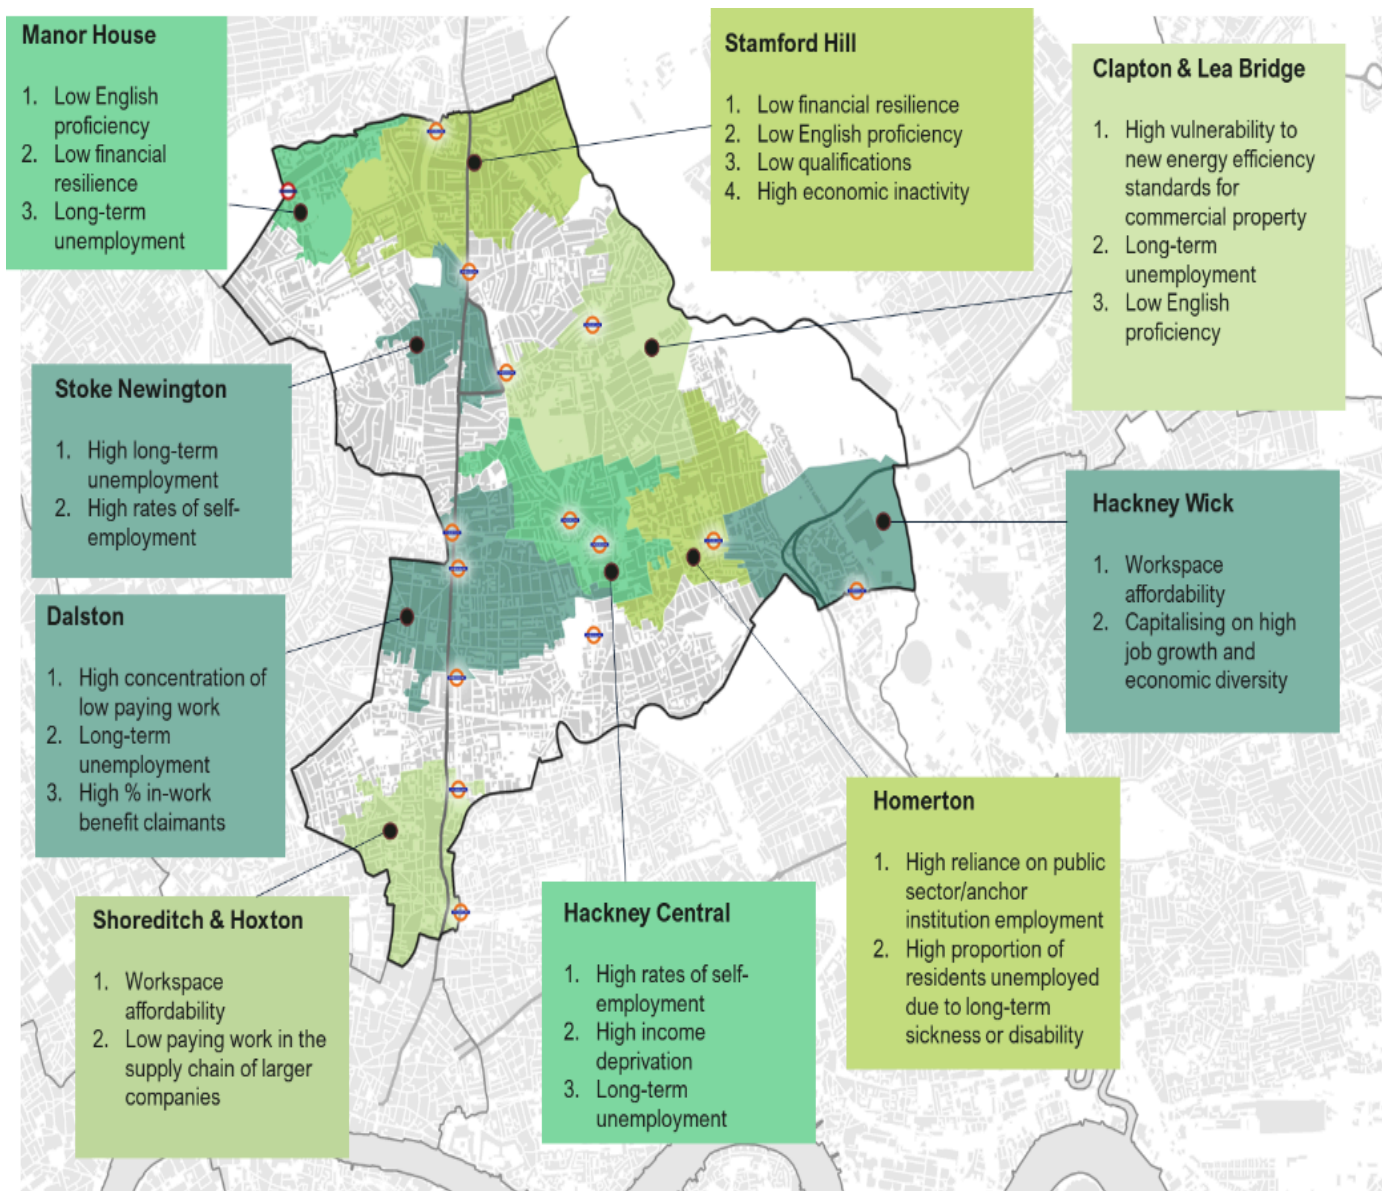 Manor House
1. Low English
proficiency
2. Low financial
resilience
3. Long-term
unemployment
Stamford Hill
1. Low financial resilience
2. Low English proficiency
3. Low qualifications
4. High economic inactivity
Clapton & Lea Bridge
1. High vulnerability to
new energy efficiency
standards for
commercial property
2. Long-term
unemployment
3. Low English
proficiency
Stoke Newington
1. High long-term
unemployment
2. High rates of self-
employment
Hackney Wick
1. Workspace
affordability
2. Capitalising on high
job growth and
economic diversity
Dalston
1. High concentration of
low paying work
2. Long-term
unemployment
3. High % in-work
benefit claimants
Homerton
1. High reliance on public
sector/anchor
institution employment
2. High proportion of
residents unemployed
due to long-term
sickness or disability
Shoreditch & Hoxton
1. Workspace
affordability
2. Low paying work in the
supply chain of larger
companies
Hackney Central
1. High rates of self-
employment
2. High income
deprivation
3. Long-term
unemployment